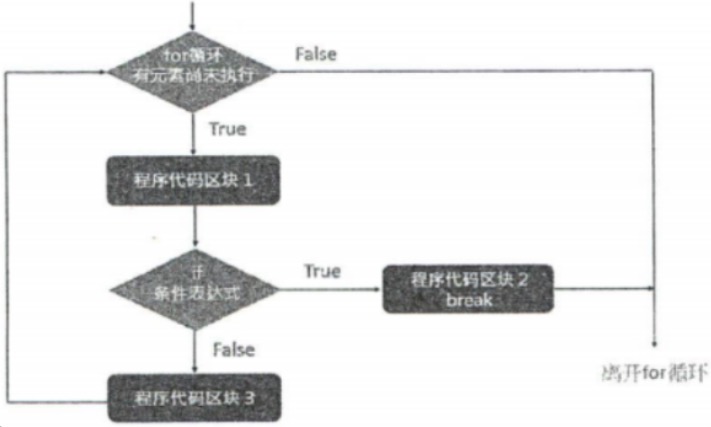 for循环
有元素尚未执行
False
True
程序代码区块 1
if
条件表达式
True
程序代码区块 2
break
False
程序代码区块 3
离开for循环